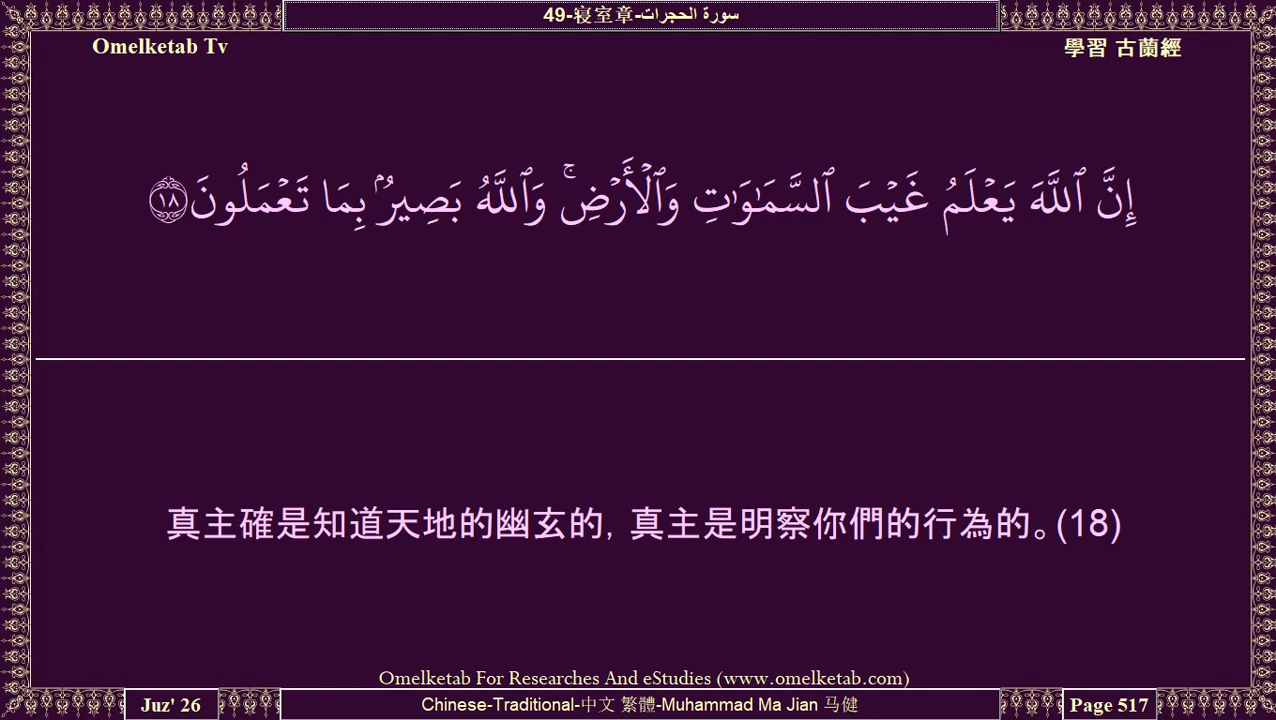 49-寝室章-سورة الحجرات
Omelketab Tv
學習 古蘭經
إِنَّ ٱللَّهَ يَعۡلَمُ غَيۡبَ ٱلسَّمَٰوَٰتِ وَٱلۡأَرۡضِۚ وَٱللَّهُ بَصِيرُۢ بِمَا تَعۡمَلُونَ ١٨
真主確是知道天地的幽玄的，真主是明察你們的行為的。(18)
Omelketab For Researches And eStudies (www.omelketab.com)
Juz' 26
Chinese-Traditional-中文 繁體-Muhammad Ma Jian 马健
Page 517